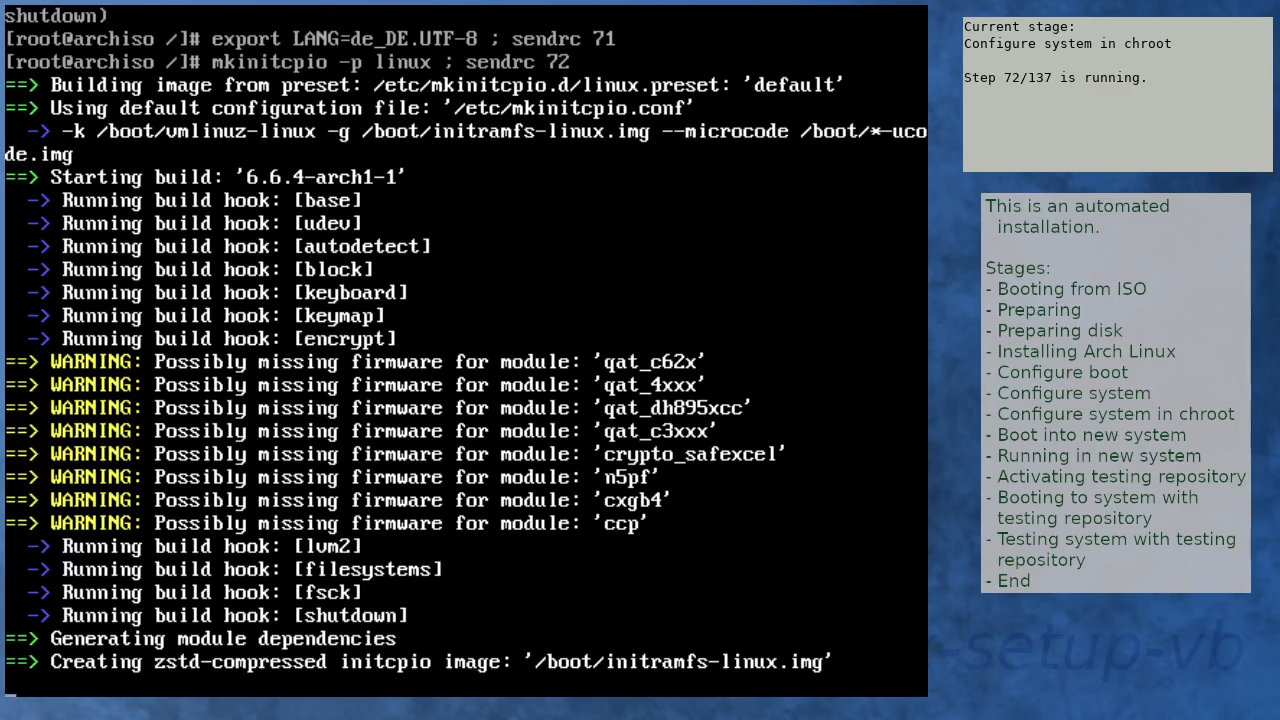 shutdown)
[root@archiso /]# export LANG=de_DE.UTF-8 ; sendrc 71
[root@archiso /]# mkinitcpio -p linux ; sendrc 72
==> Building image from preset: /etc/mkinitcpio.d/linux.preset: 'default'
==> Using default configuration file: '/etc/mkinitcpio.conf'
  -> -k /boot/vmlinuz-linux -g /boot/initramfs-linux.img --microcode /boot/*-uco
de.img
==> Starting build: '6.6.4-arch1-1'
  -> Running build hook: [base]
  -> Running build hook: [udev]
  -> Running build hook: [autodetect]
  -> Running build hook: [block]
  -> Running build hook: [keyboard]
  -> Running build hook: [keymap]
  -> Running build hook: [encrypt]
==> WARNING: Possibly missing firmware for module: 'qat_c62x'
==> WARNING: Possibly missing firmware for module: 'qat_4xxx'
==> WARNING: Possibly missing firmware for module: 'qat_dh895xcc'
==> WARNING: Possibly missing firmware for module: 'qat_c3xxx'
==> WARNING: Possibly missing firmware for module: 'crypto_safexcel'
==> WARNING: Possibly missing firmware for module: 'n5pf'
==> WARNING: Possibly missing firmware for module: 'cxgb4'
==> WARNING: Possibly missing firmware for module: 'ccp'
  -> Running build hook: [lvm2]
  -> Running build hook: [filesystems]
  -> Running build hook: [fsck]
  -> Running build hook: [shutdown]
==> Generating module dependencies
==> Creating zstd-compressed initcpio image: '/boot/initramfs-linux.img'
Current stage:
Configure system in chroot
Step 72/137 is running.
This is an automated
installation.
Stages:
- Booting from ISO
- Preparing
- Preparing disk
- Installing Arch Linux
- Configure boot
- Configure system
- Configure system in chroot
- Boot into new system
- Running in new system
- Activating testing repository
- Booting to system with
testing repository
- Testing system with testing
repository
- End
-setup-vb